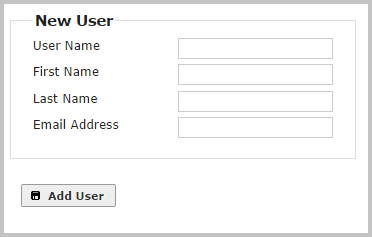 New User
User Name
First Name
Last Name
Email Address
Add User